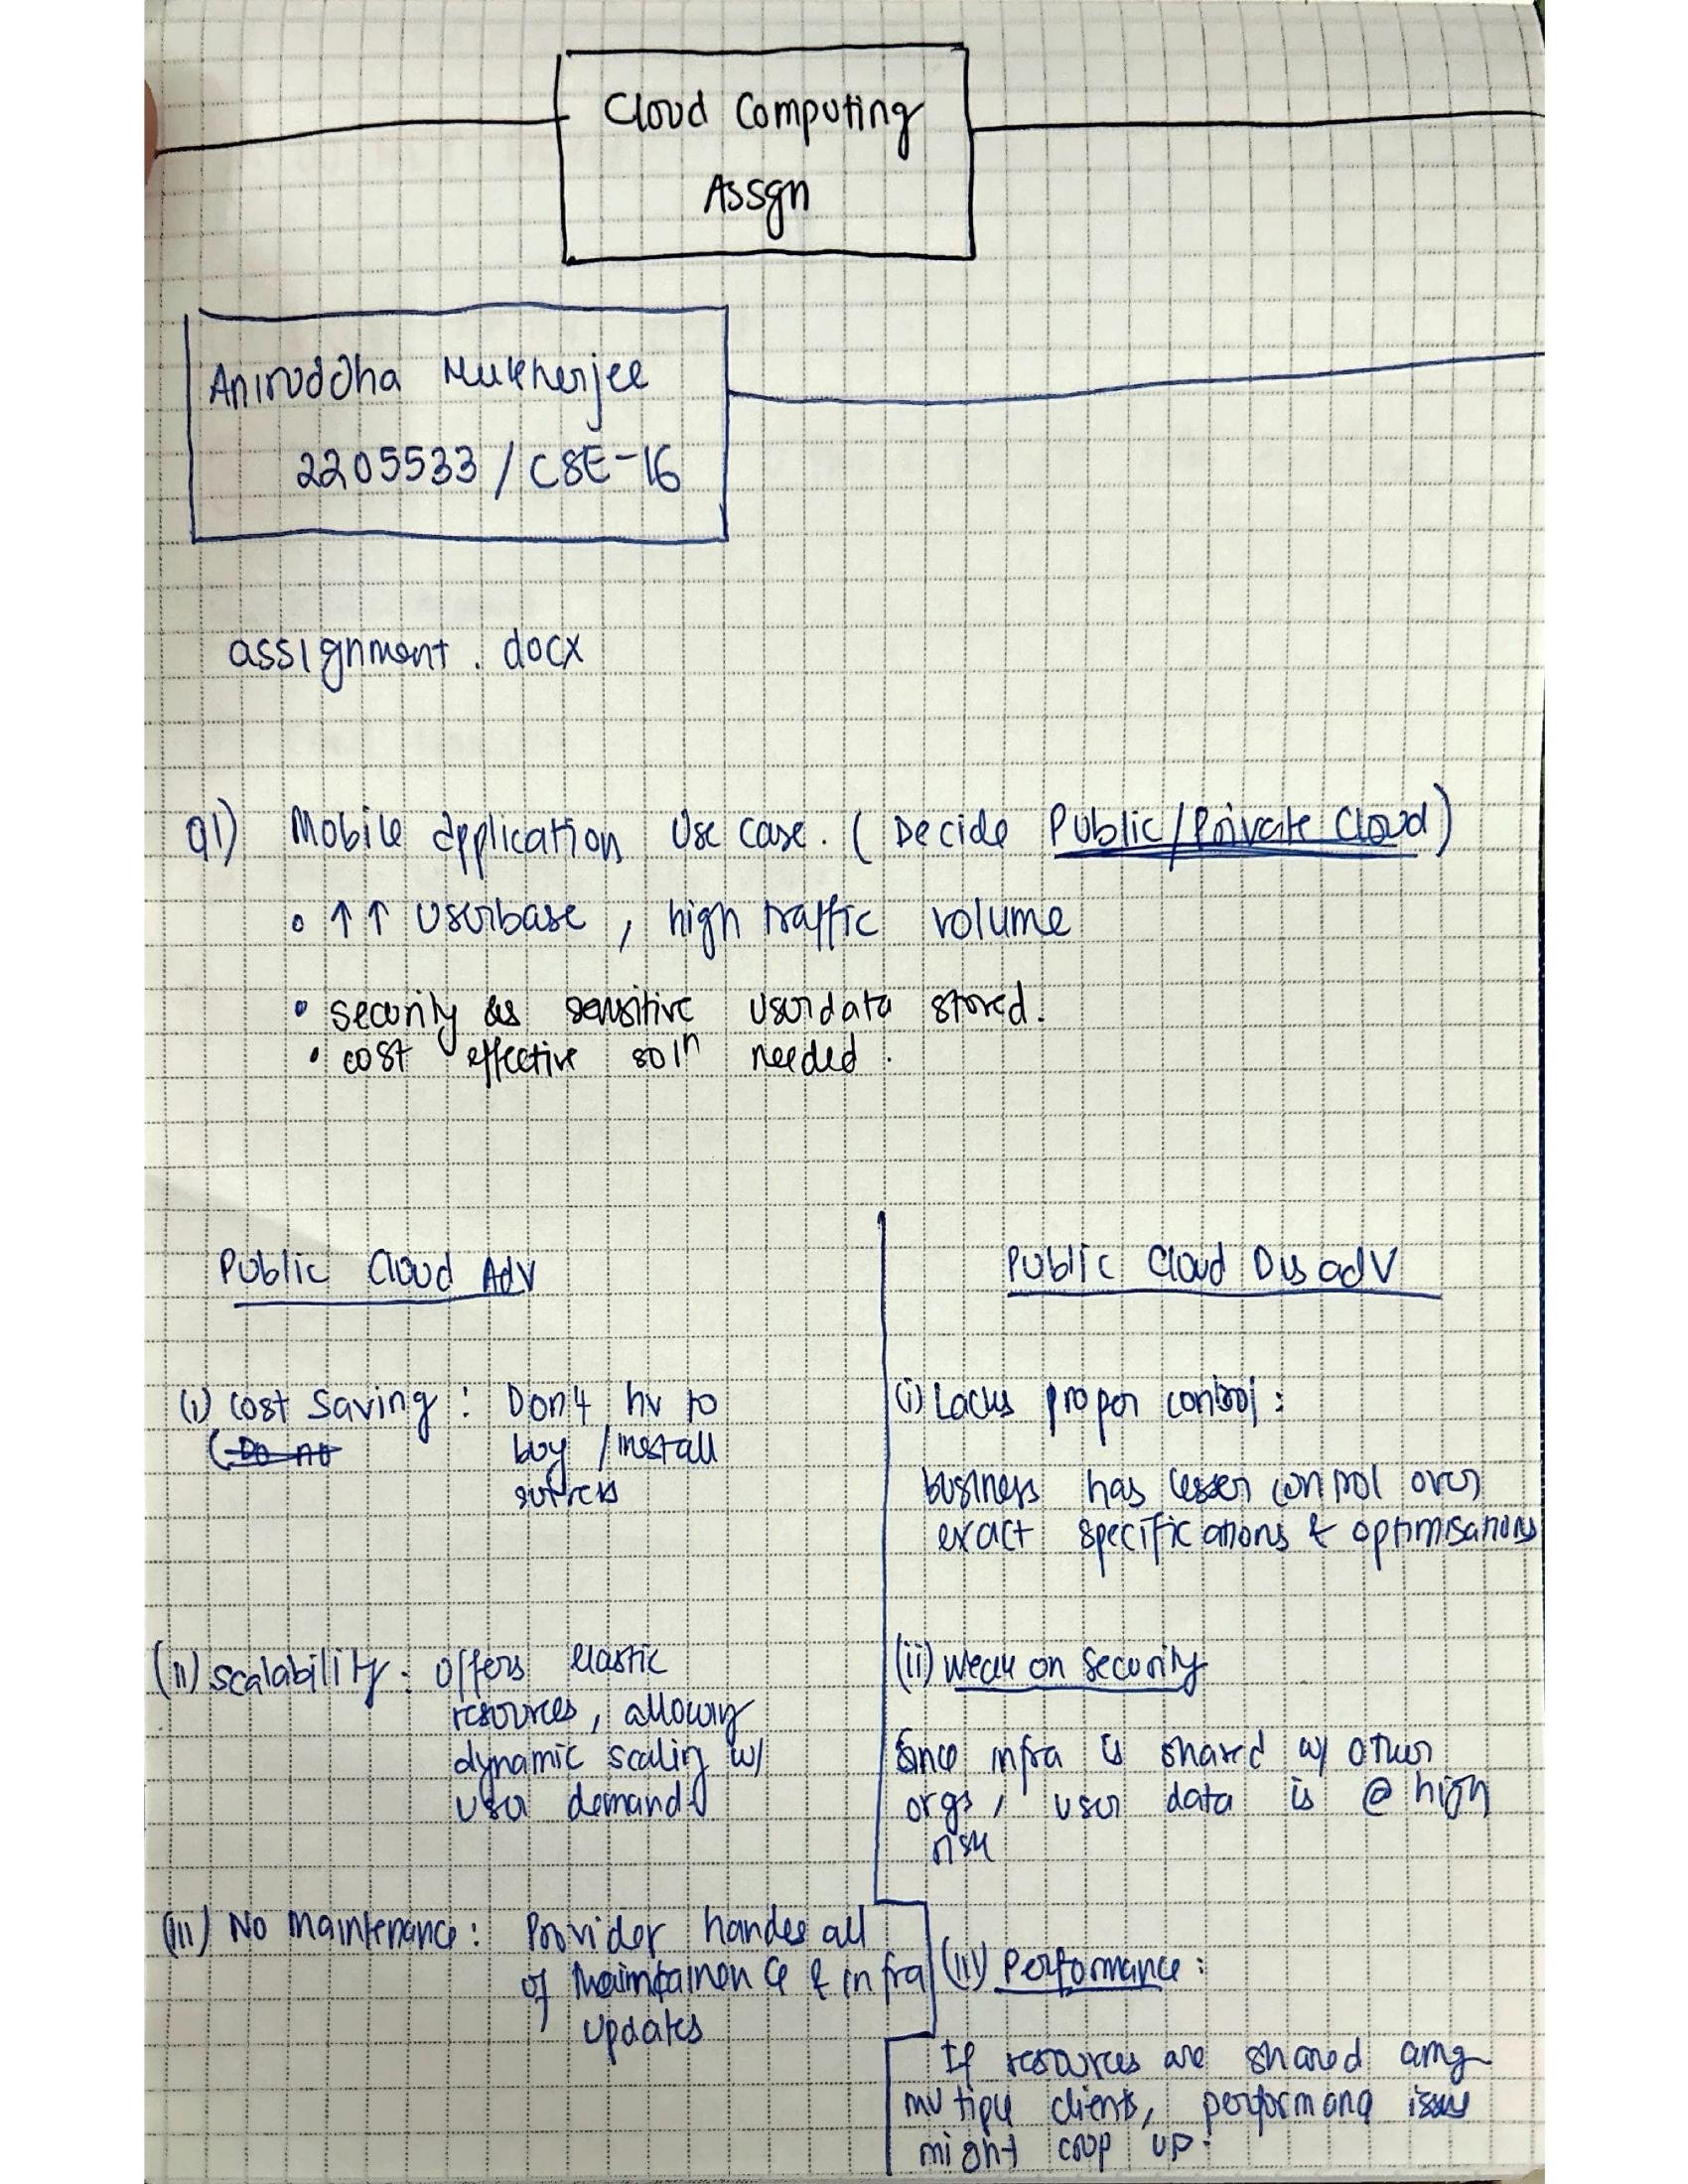 Cloud Computing
Assgn
Aniruddha Mukherjee
2205533 / CSE-16
assignment. docx
Q1) Mobile Application Use Case. ( Decide Public/Private Cloud)
• ↑↑ Userbase , high traffic volume
• security as sensitive userdata stored.
• cost effective solⁿ needed.
Public Cloud Adv
(i) Cost Saving : Don't hv to
(Do not
buy / install
servers
(ii) Scalability : Offers elastic
resources, allowing
dynamic scaling w/
user demand
(iii) No Maintenance : Provider handes all
of Maintainence & infra
updates
Public Cloud Disadv
(i) Lacks proper control :
business has lesser control over
exact specifications & optimisations
(ii) Weak on Security
Since infra is shared w/ other
orgs, user data is @ high
risk
(iii) Performance :
If resources are shared amg
multiple clients, performance issues
might crop up.